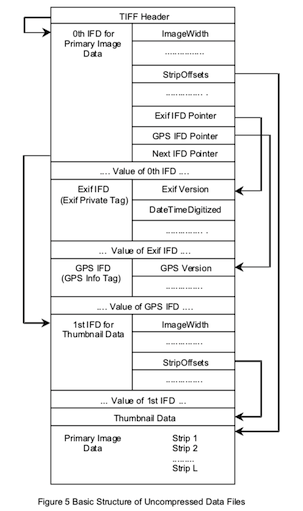 TIFF Header
0th IFD for
Primary Image
Data
ImageWidth
................
StripOffsets
............... .
Exif IFD Pointer
GPS IFD Pointer
Next IFD Pointer
.... Value of 0th IFD ....
Exif IFD
(Exif Private Tag)
Exif Version
DateTimeDigitized
............... .
.... Value of Exif IFD ....
GPS IFD
(GPS Info Tag)
GPS Version
...............
.... Value of GPS IFD ...
1st IFD for
Thumbnail Data
ImageWidth
...............
StripOffsets
...............
... Value of 1st IFD ...
Thumbnail Data
Primary Image
Data
Strip 1
Strip 2
.........
Strip L
Figure 5 Basic Structure of Uncompressed Data Files